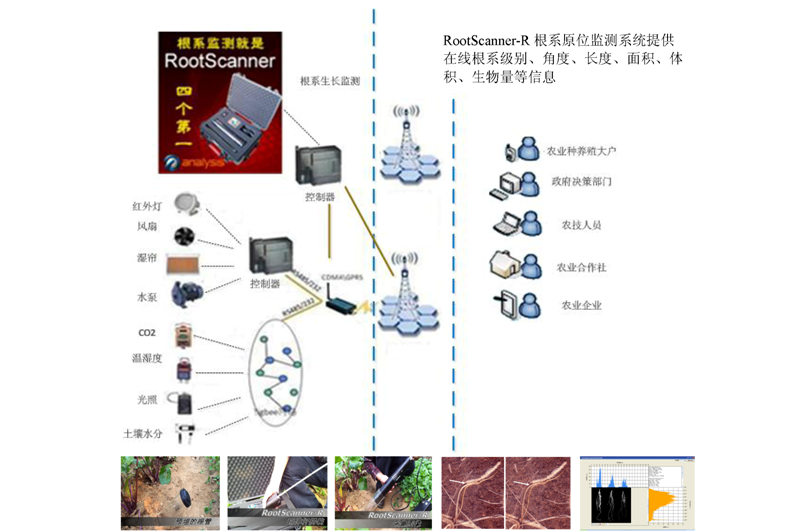 根系监测就是
RootScanner
四个第一
analysis
根系生长监测
RootScanner-R 根系原位监测系统提供
在线根系级别、角度、长度、面积、体
积、生物量等信息
控制器
红外灯
风扇
湿帘
水泵
控制器
RS485/232
CDMA\GPRS
RS485/232
CO2
温湿度
光照
土壤水分
农业种养殖大户
政府决策部门
农技人员
农业合作社
农业企业
RootScanner-R
RootScanner-R